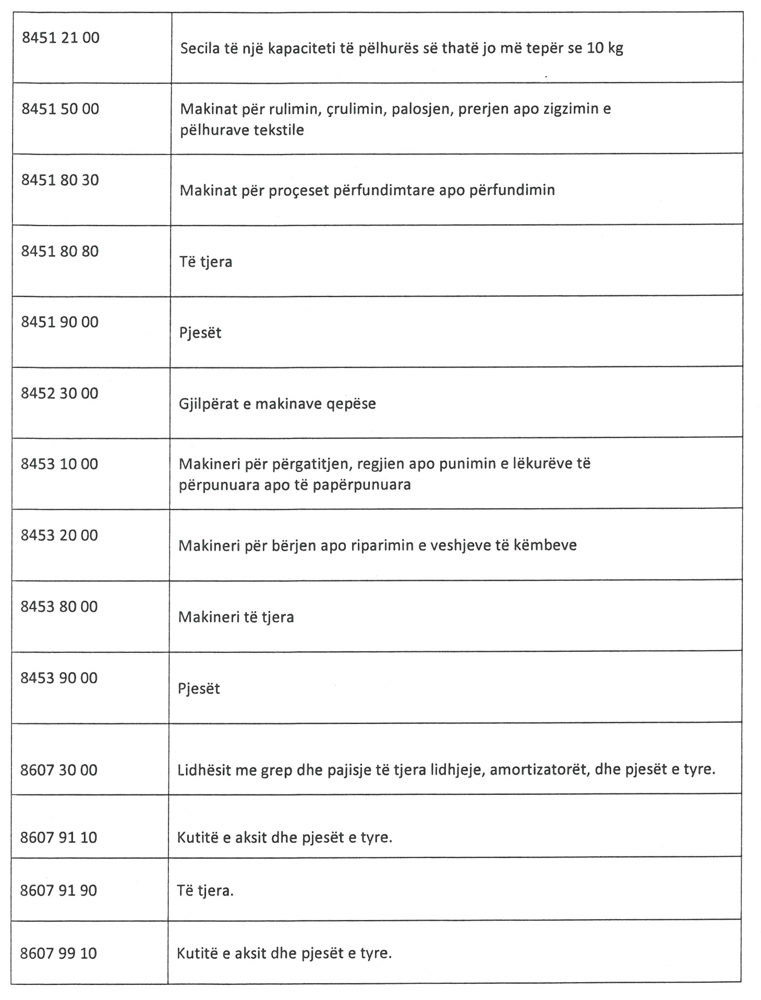 8451 21 00
Secila të një kapaciteti të pëlhurës së thatë jo më tepër se 10 kg
8451 50 00
Makinat për rulimin, çrulimin, palosjen, prerjen apo zigzimin e
pëlhurave tekstile
8451 80 30
Makinat për proçeset përfundimtare apo përfundimin
8451 80 80
Të tjera
8451 90 00
Pjesët
8452 30 00
Gjilpërat e makinave qepëse
8453 10 00
Makineri për përgatitjen, regjien apo punimin e lëkurëve të
përpunuara apo të papërpunuara
8453 20 00
Makineri për bërjen apo riparimin e veshjeve të këmbeve
8453 80 00
Makineri të tjera
8453 90 00
Pjesët
8607 30 00
Lidhësit me grep dhe pajisje të tjera lidhjeje, amortizatorët, dhe pjesët e tyre.
8607 91 10
Kutitë e aksit dhe pjesët e tyre.
8607 91 90
Të tjera.
8607 99 10
Kutitë e aksit dhe pjesët e tyre.